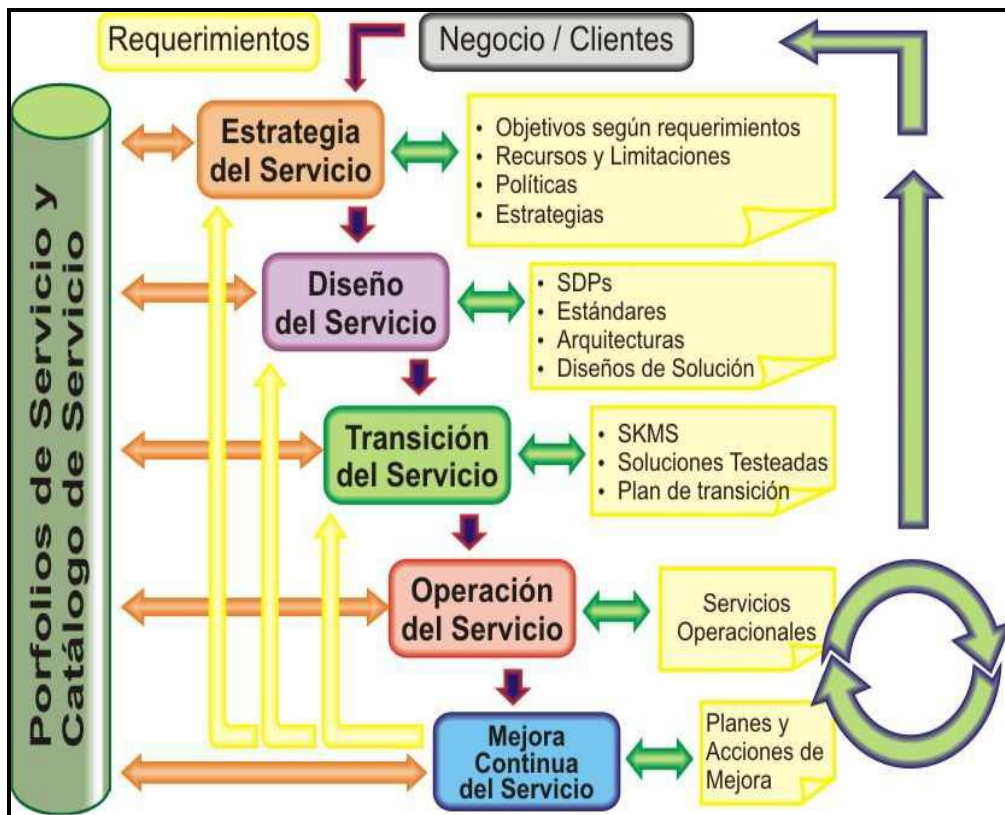 Requerimientos
Negocio / Clientes
Porfolios de Servicio y
Catálogo de Servicio
Estrategia
del Servicio
• Objetivos según requerimientos
• Recursos y Limitaciones
• Políticas
• Estrategias
Diseño
del Servicio
• SDPs
• Estándares
• Arquitecturas
• Diseños de Solución
Transición
del Servicio
• SKMS
• Soluciones Testeadas
• Plan de transición
Operación
del Servicio
Servicios
Operacionales
Mejora
Continua
del Servicio
Planes y
Acciones de
Mejora